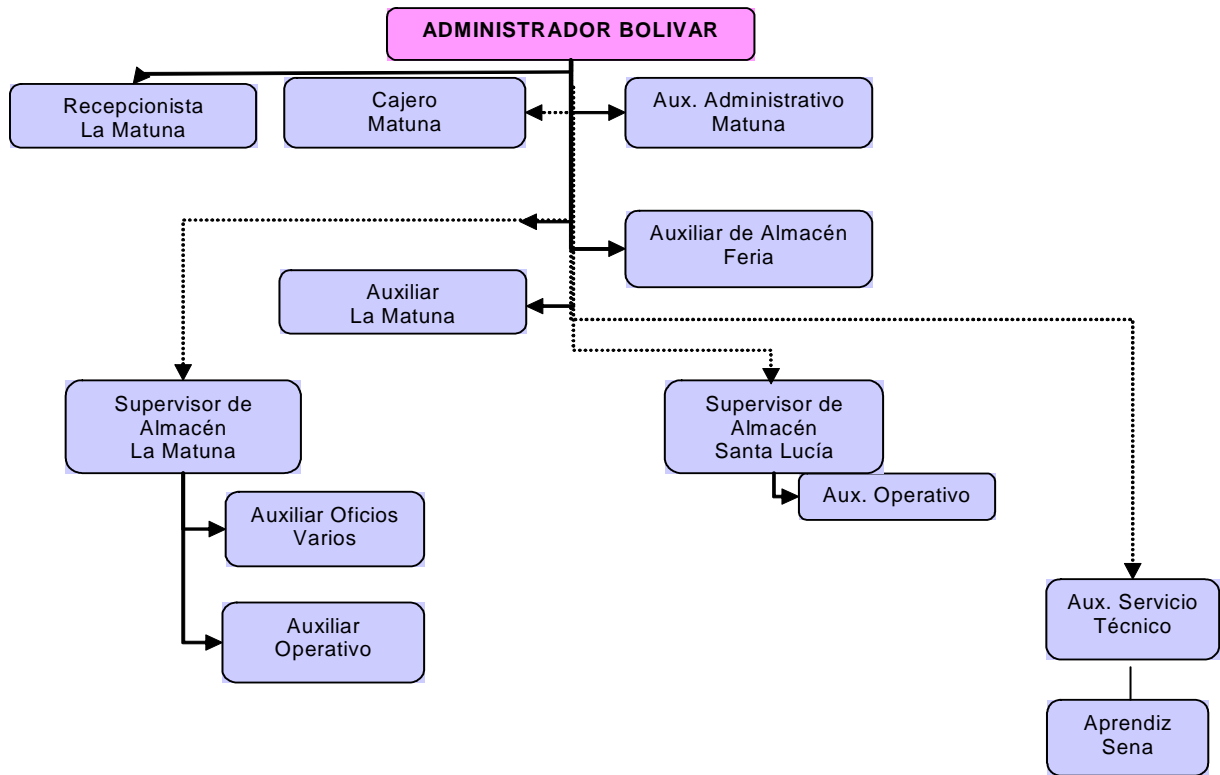 ADMINISTRADOR BOLIVAR
Recepcionista
La Matuna
Cajero
Matuna
Aux. Administrativo
Matuna
Auxiliar de Almacén
Feria
Auxiliar
La Matuna
Supervisor de
Almacén
La Matuna
Supervisor de
Almacén
Santa Lucía
Aux. Operativo
Auxiliar Oficios
Varios
Auxiliar
Operativo
Aux. Servicio
Técnico
Aprendiz
Sena